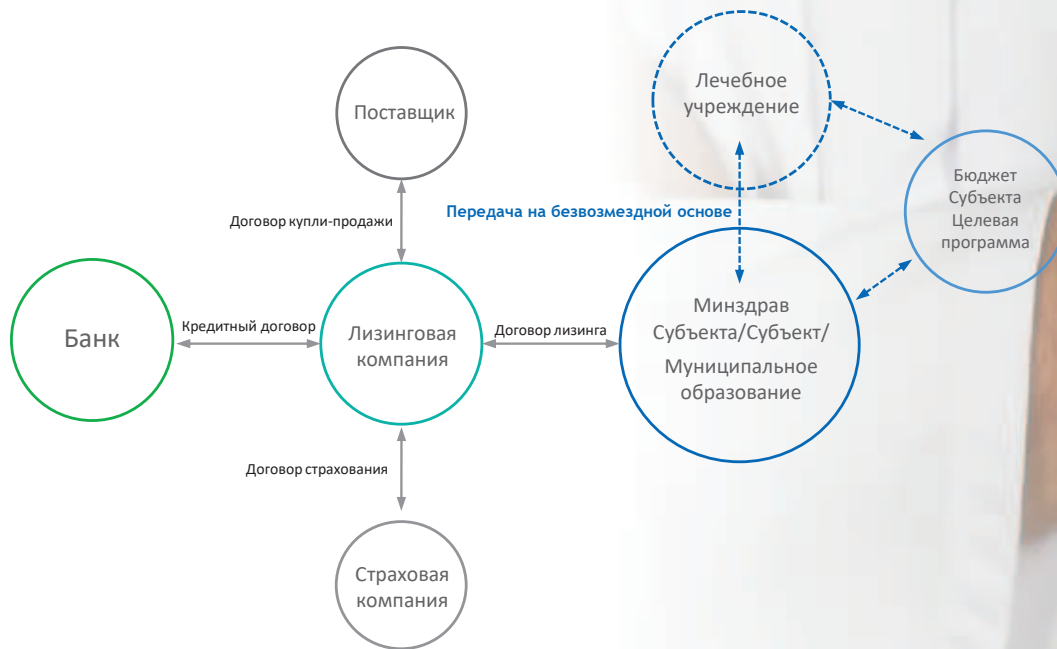 Поставщик
Лечебное
учреждение
Бюджет
Субъекта
Целевая
программа
Договор купли-продажи
Передача на безвозмездной основе
Банк
Кредитный договор
Лизинговая
компания
Договор лизинга
Минздрав
Субъекта/Субъект/
Муниципальное
образование
Договор страхования
Страховая
компания